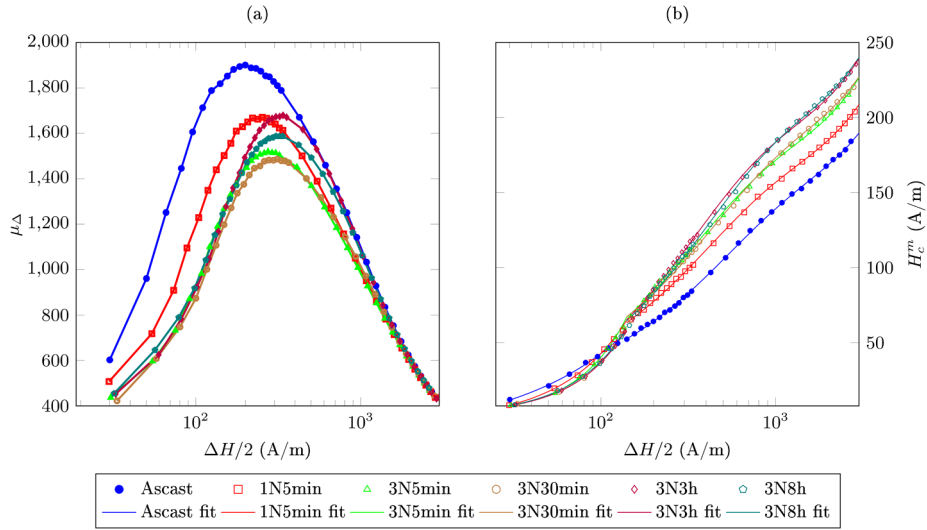 (a) (b)
2,000 250
1,800
1,600 200
1,400 150
1,200
1,000 100
800
600 50
400
μ_Δ
H_c^m (A/m)
10^2 10^3 10^2 10^3
ΔH/2 (A/m) ΔH/2 (A/m)
Ascast 1N5min 3N5min 3N30min 3N3h 3N8h
Ascast fit 1N5min fit 3N5min fit 3N30min fit 3N3h fit 3N8h fit